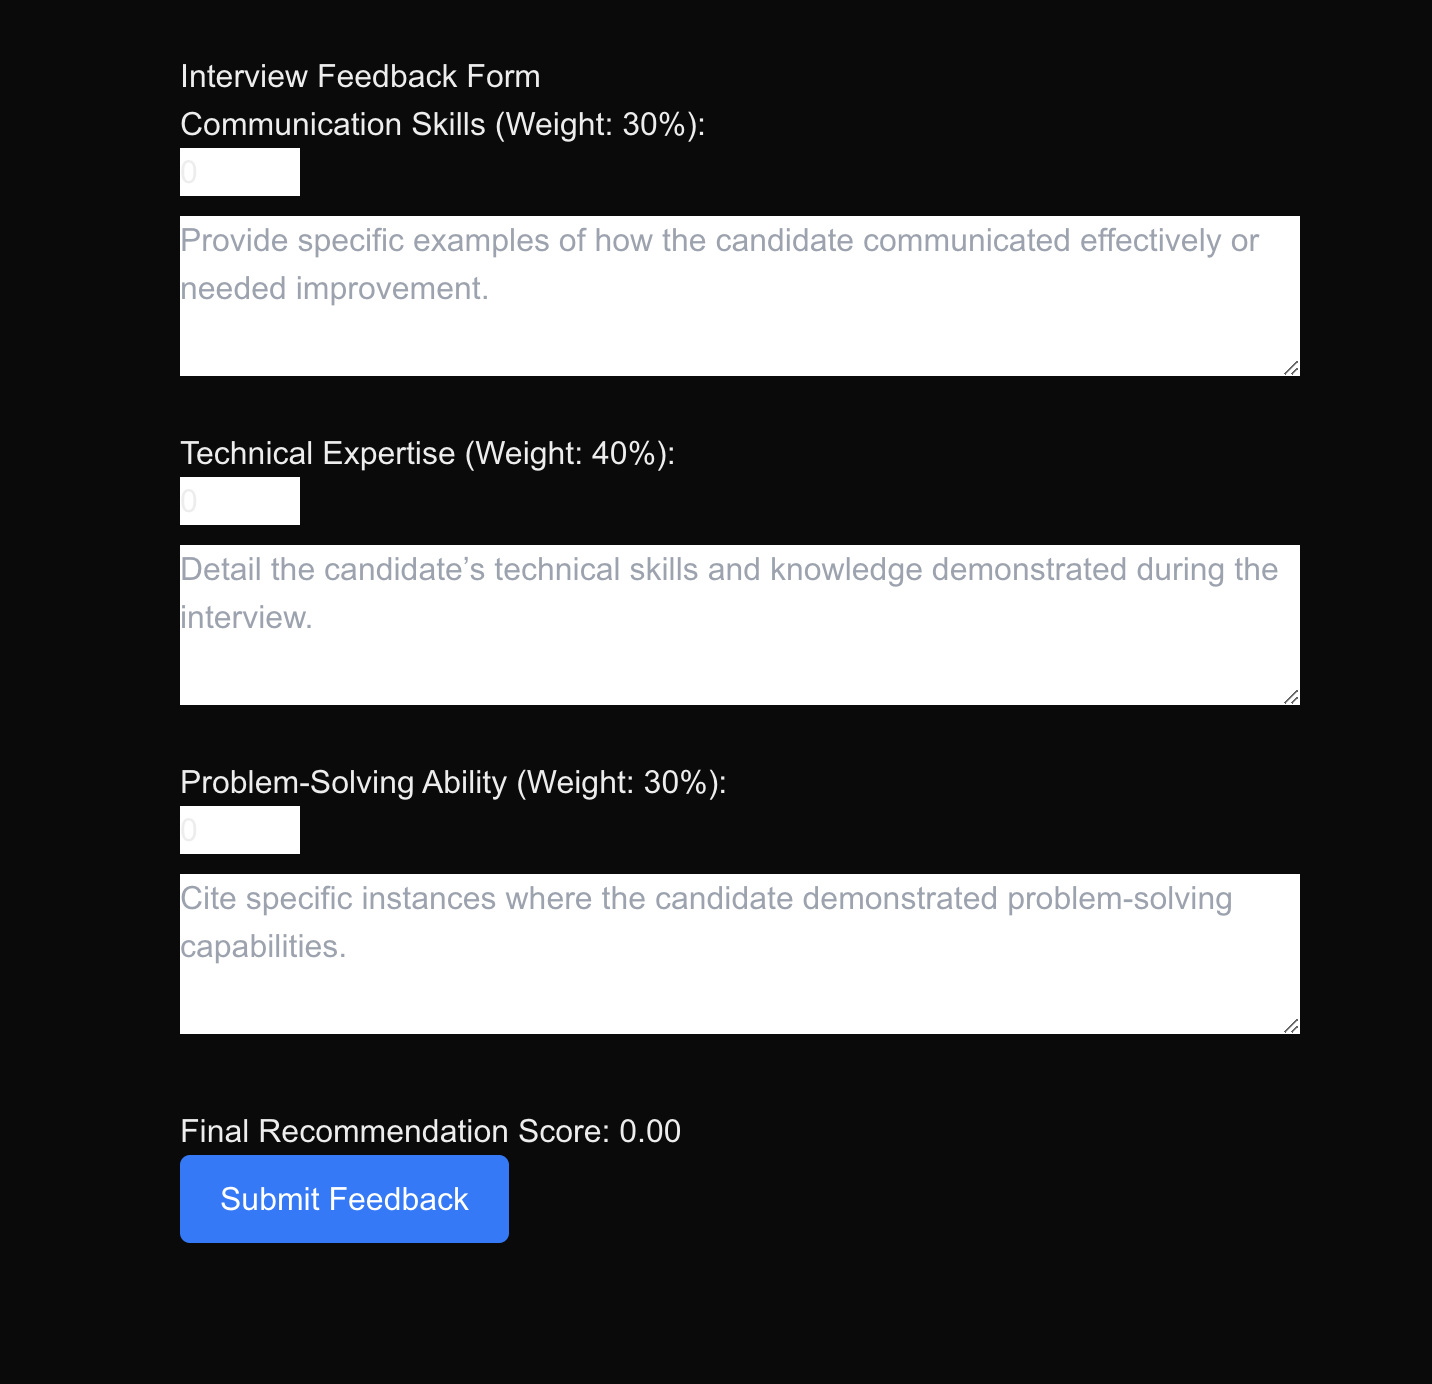 Interview Feedback Form
Communication Skills (Weight: 30%):
0
Provide specific examples of how the candidate communicated effectively or
needed improvement.
Technical Expertise (Weight: 40%):
0
Detail the candidate’s technical skills and knowledge demonstrated during the
interview.
Problem-Solving Ability (Weight: 30%):
0
Cite specific instances where the candidate demonstrated problem-solving
capabilities.
Final Recommendation Score: 0.00
Submit Feedback